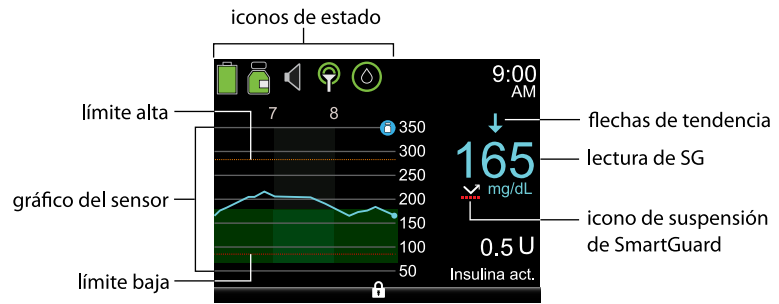 iconos de estado
9:00
AM
7 8
límite alta
350
flechas de tendencia
300
165
lectura de SG
250
mg/dL
gráfico del sensor
200
150
icono de suspensión
de SmartGuard
100
0.5 U
límite baja
50
Insulina act.